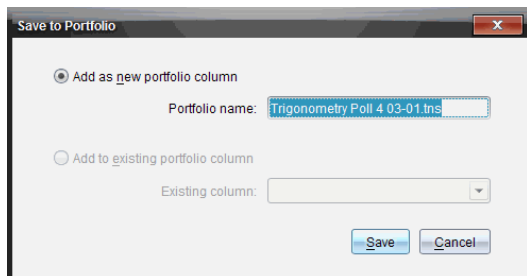 Save to Portfolio
Add as new portfolio column
Portfolio name: Trigonometry Poll 4 03-01.tns
Add to existing portfolio column
Existing column:
Save Cancel